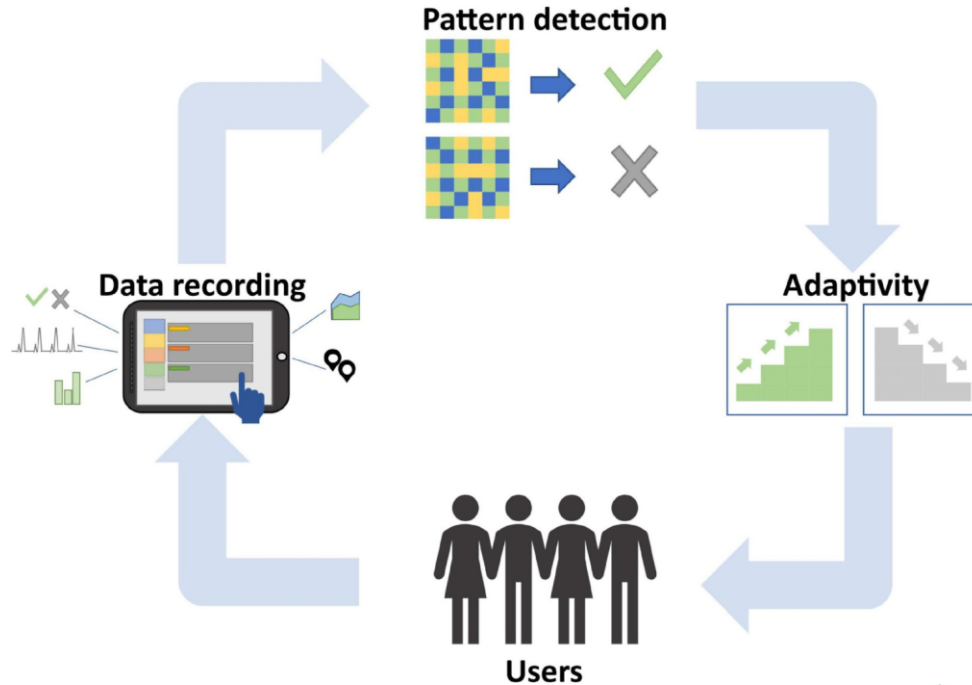 Pattern detection
Data recording
Adaptivity
Users